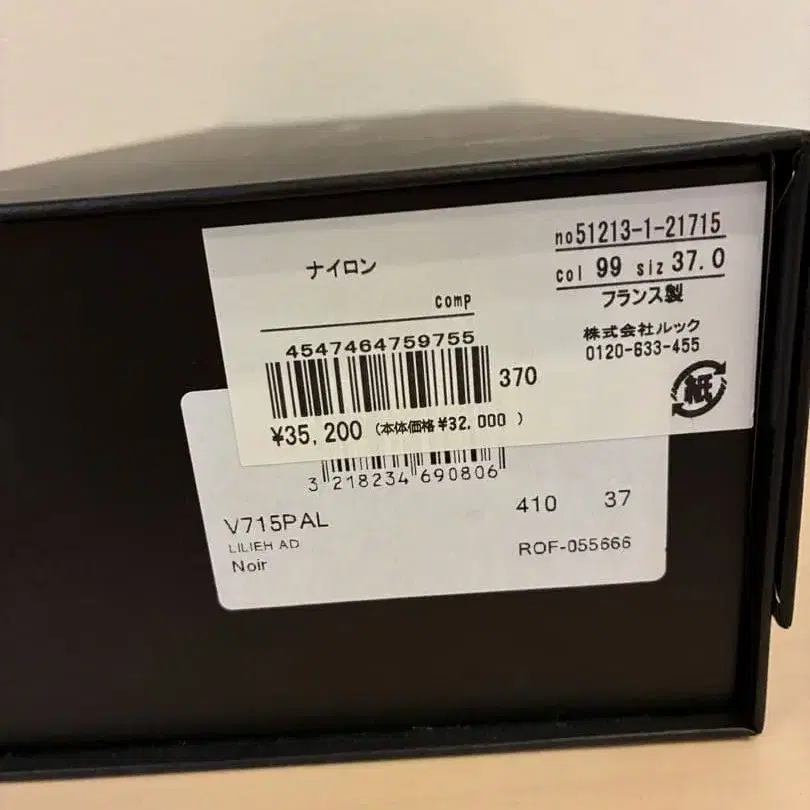 ナイロン
comp
no51213-1-21715
col 99 siz 37.0
フランス製
株式会社ルック
0120-633-455
紙
4547464759755
370
¥35,200 (本体価格¥32,000 )
3 218234 690806
V715PAL 410 37
LILIEH AD ROF-055666
Noir